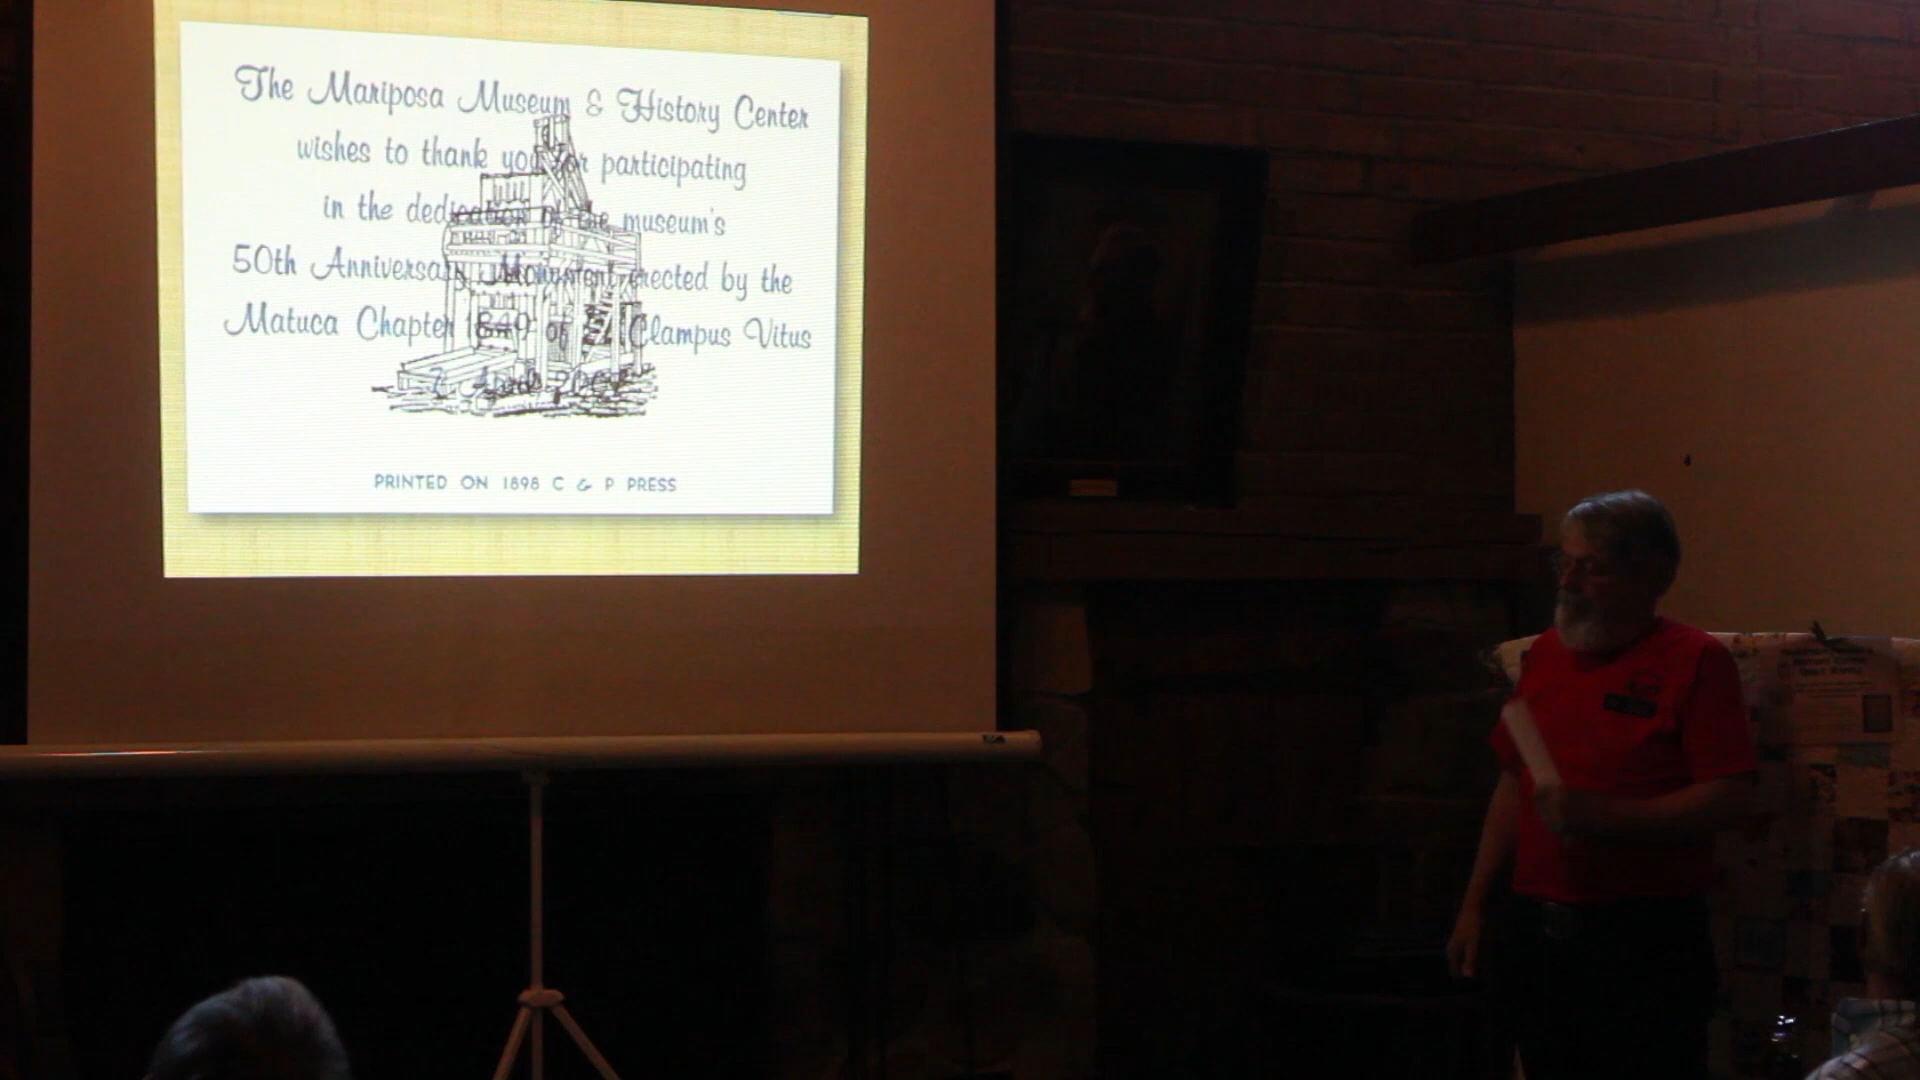 The Mariposa Museum & History Center
wishes to thank you for participating
in the dedication of the museum's
50th Anniversary Monument erected by the
Matuca Chapter 1849 of E Clampus Vitus
April
PRINTED ON 1898 C & P PRESS